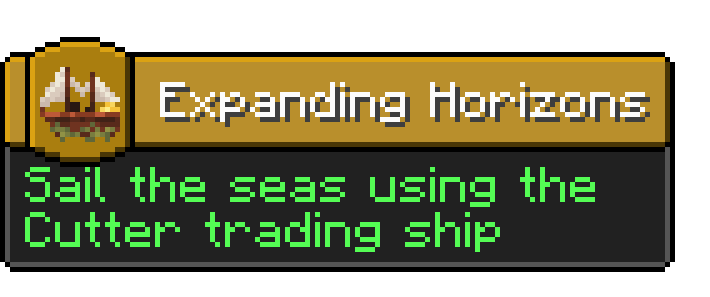 Expanding Horizons
Sail the seas using the
Cutter trading ship